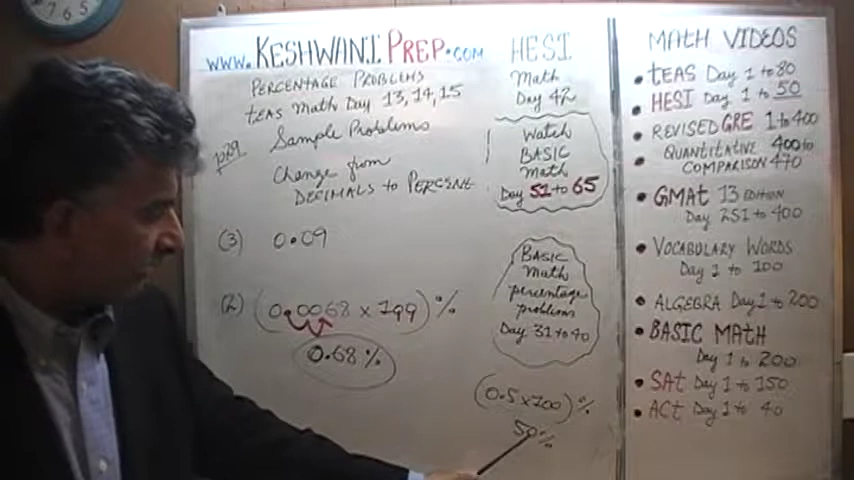 7 6 5
www.KESHWANIPREP.com
PERCENTAGE PROBLEMS
TEAS Math Day 13, 14, 15
p29
Sample Problems
Change from
DECIMALS to PERCENT
(3) 0.09
(2) (0.0068 x 100) %
0.68 %
HESI
Math
Day 42
Watch
BASIC
Math
Day 51 to 65
BASIC
Math
percentage
problems
Day 31 to 40
(0.5 x 100) %
50 %
MATH VIDEOS
• TEAS Day 1 to 80
• HESI Day 1 to 50
• REVISED GRE 1 to 400
• QUANTITATIVE 400 to
COMPARISON 470
• GMAT 13 EDITION
Day 251 to 400
• VOCABULARY WORDS
Day 1 to 100
• ALGEBRA Day 1 to 200
• BASIC MATH
Day 1 to 200
• SAT Day 1 to 150
• ACT Day 1 to 40